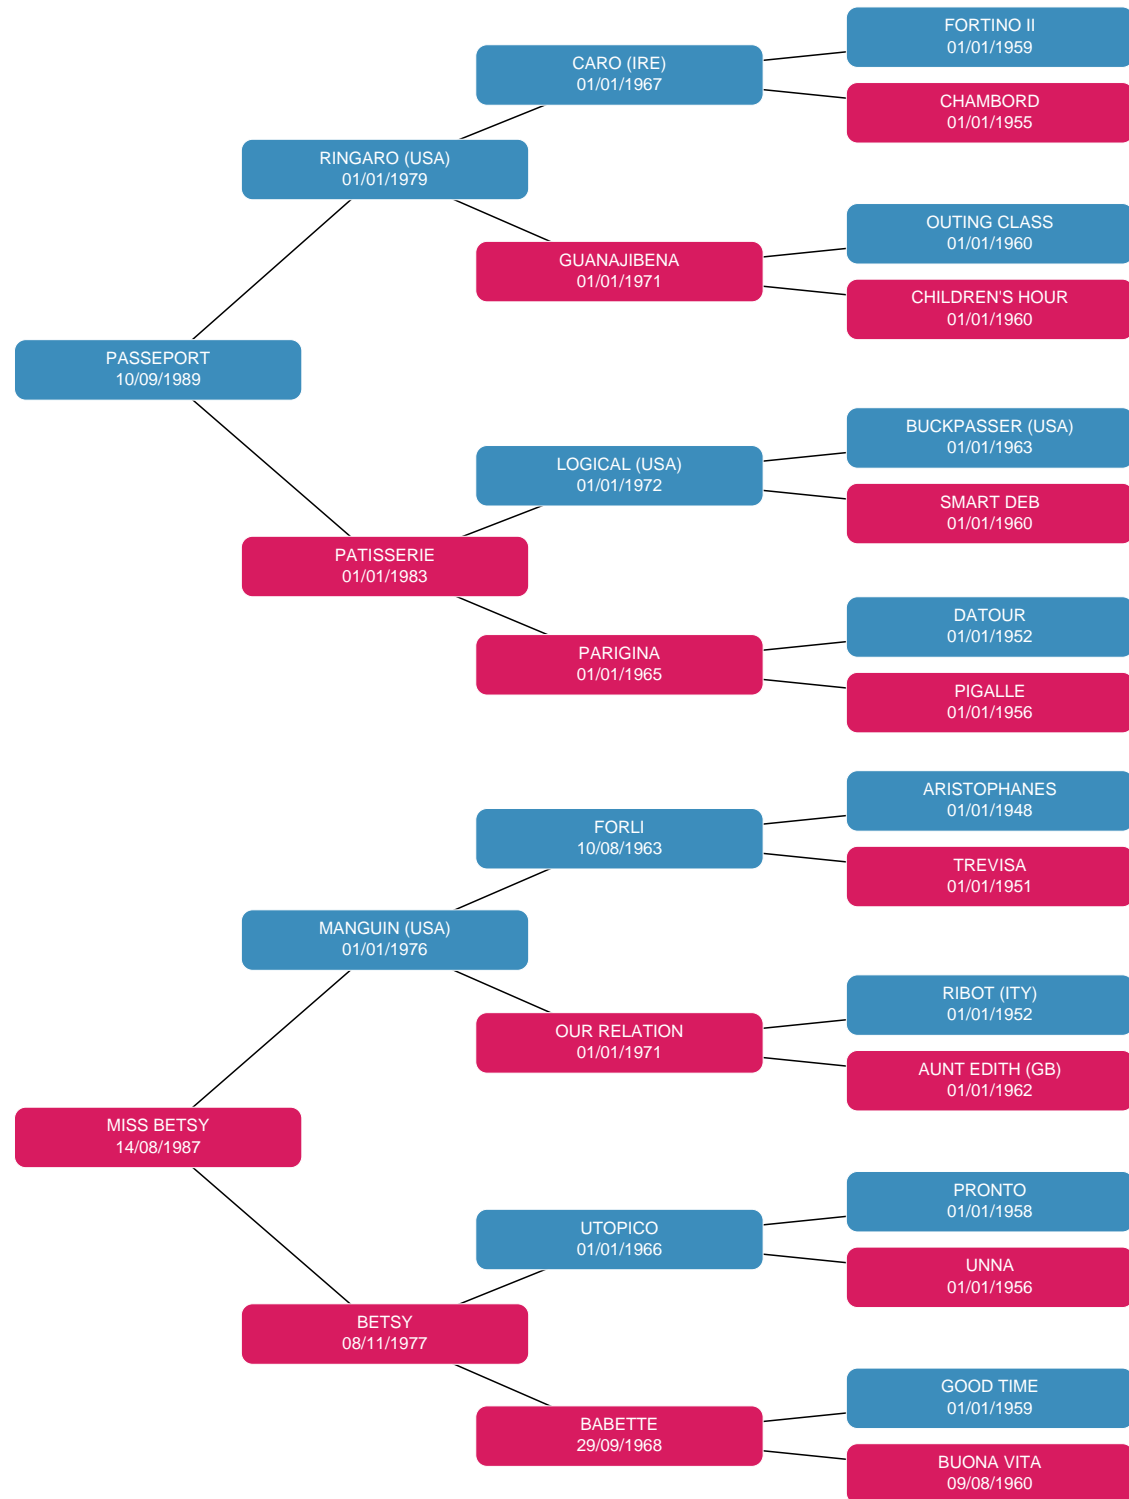 FORTINO II
01/01/1959
CARO (IRE)
01/01/1967
CHAMBORD
01/01/1955
RINGARO (USA)
01/01/1979
OUTING CLASS
01/01/1960
GUANAJIBENA
01/01/1971
CHILDREN'S HOUR
01/01/1960
PASSEPORT
10/09/1989
BUCKPASSER (USA)
01/01/1963
LOGICAL (USA)
01/01/1972
SMART DEB
01/01/1960
PATISSERIE
01/01/1983
DATOUR
01/01/1952
PARIGINA
01/01/1965
PIGALLE
01/01/1956
ARISTOPHANES
01/01/1948
FORLI
10/08/1963
TREVISA
01/01/1951
MANGUIN (USA)
01/01/1976
RIBOT (ITY)
01/01/1952
OUR RELATION
01/01/1971
AUNT EDITH (GB)
01/01/1962
MISS BETSY
14/08/1987
PRONTO
01/01/1958
UTOPICO
01/01/1966
UNNA
01/01/1956
BETSY
08/11/1977
GOOD TIME
01/01/1959
BABETTE
29/09/1968
BUONA VITA
09/08/1960